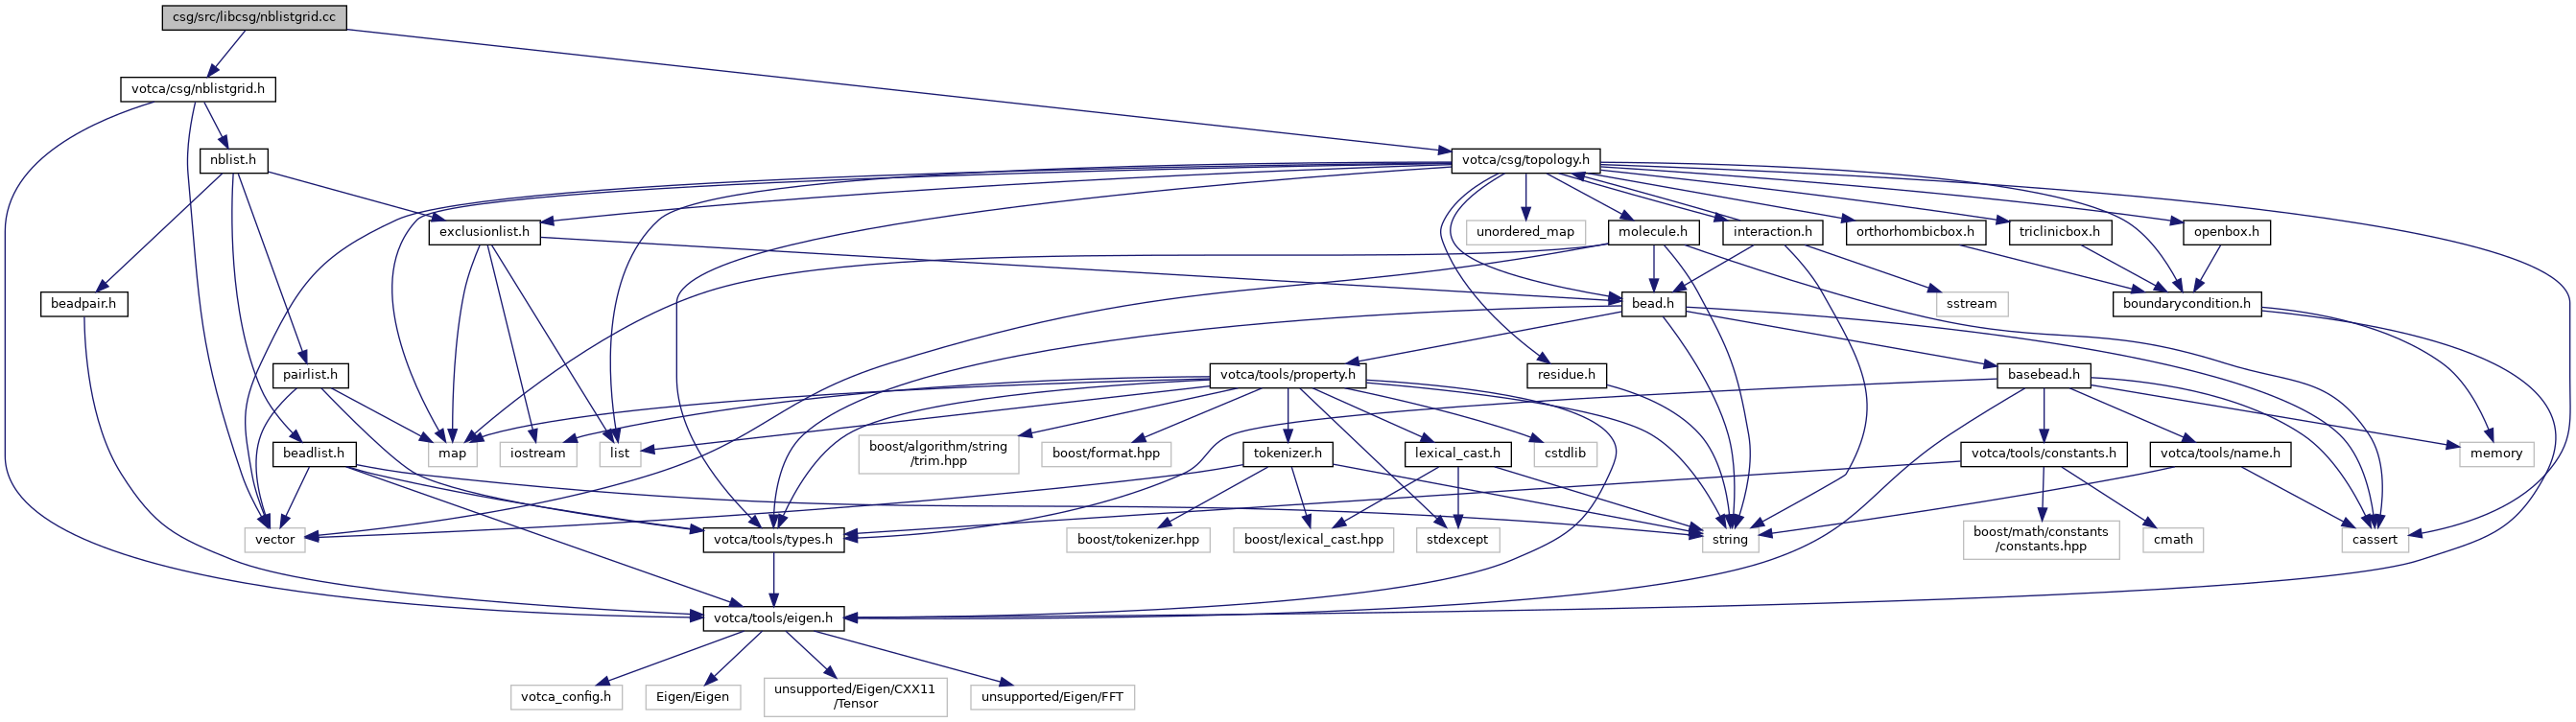 csg/src/libcsg/nblistgrid.cc
votca/csg/nblistgrid.h
nblist.h
votca/csg/topology.h
exclusionlist.h
unordered_map
molecule.h
interaction.h
orthorhombicbox.h
triclinicbox.h
openbox.h
beadpair.h
bead.h
sstream
boundarycondition.h
pairlist.h
votca/tools/property.h
residue.h
basebead.h
beadlist.h
map
iostream
list
boost/algorithm/string
/trim.hpp
boost/format.hpp
tokenizer.h
lexical_cast.h
cstdlib
votca/tools/constants.h
votca/tools/name.h
memory
vector
votca/tools/types.h
boost/tokenizer.hpp
boost/lexical_cast.hpp
stdexcept
string
boost/math/constants
/constants.hpp
cmath
cassert
votca/tools/eigen.h
votca_config.h
Eigen/Eigen
unsupported/Eigen/CXX11
/Tensor
unsupported/Eigen/FFT